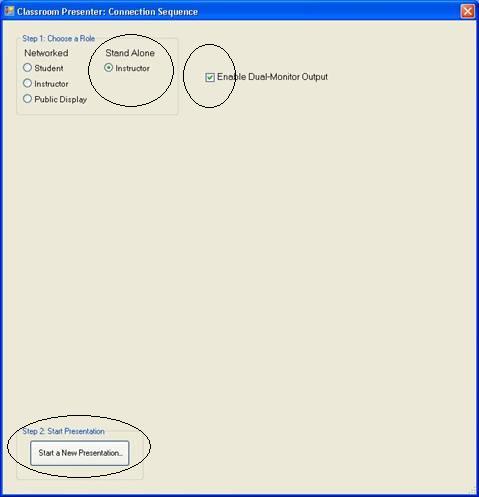 Classroom Presenter: Connection Sequence
Step 1: Choose a Role
Networked Stand Alone
Student Instructor Enable Dual-Monitor Output
Instructor
Public Display
Step 2: Start Presentation
Start a New Presentation...